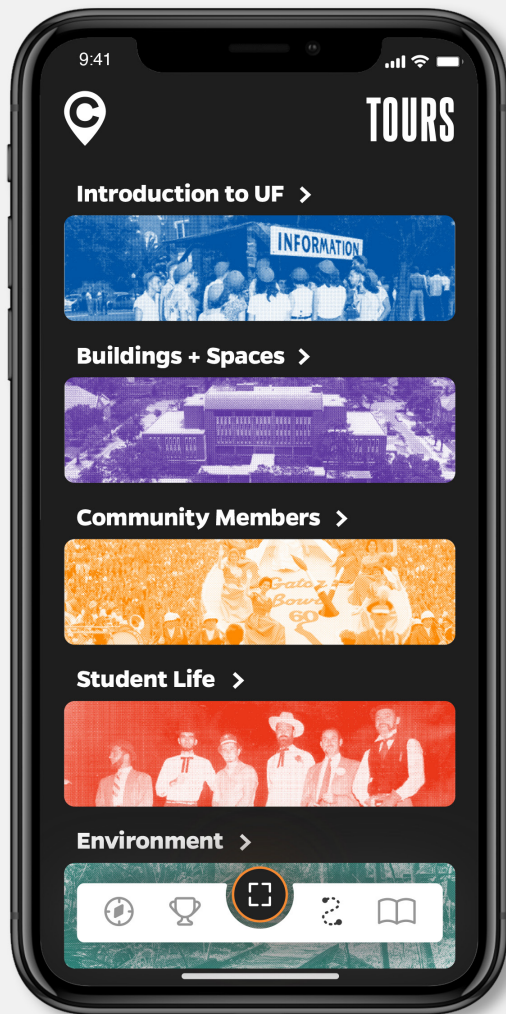 9:41
C
TOURS
Introduction to UF >
INFORMATION
Buildings + Spaces >
Community Members >
Gator
Bowl
60
Student Life >
Environment >